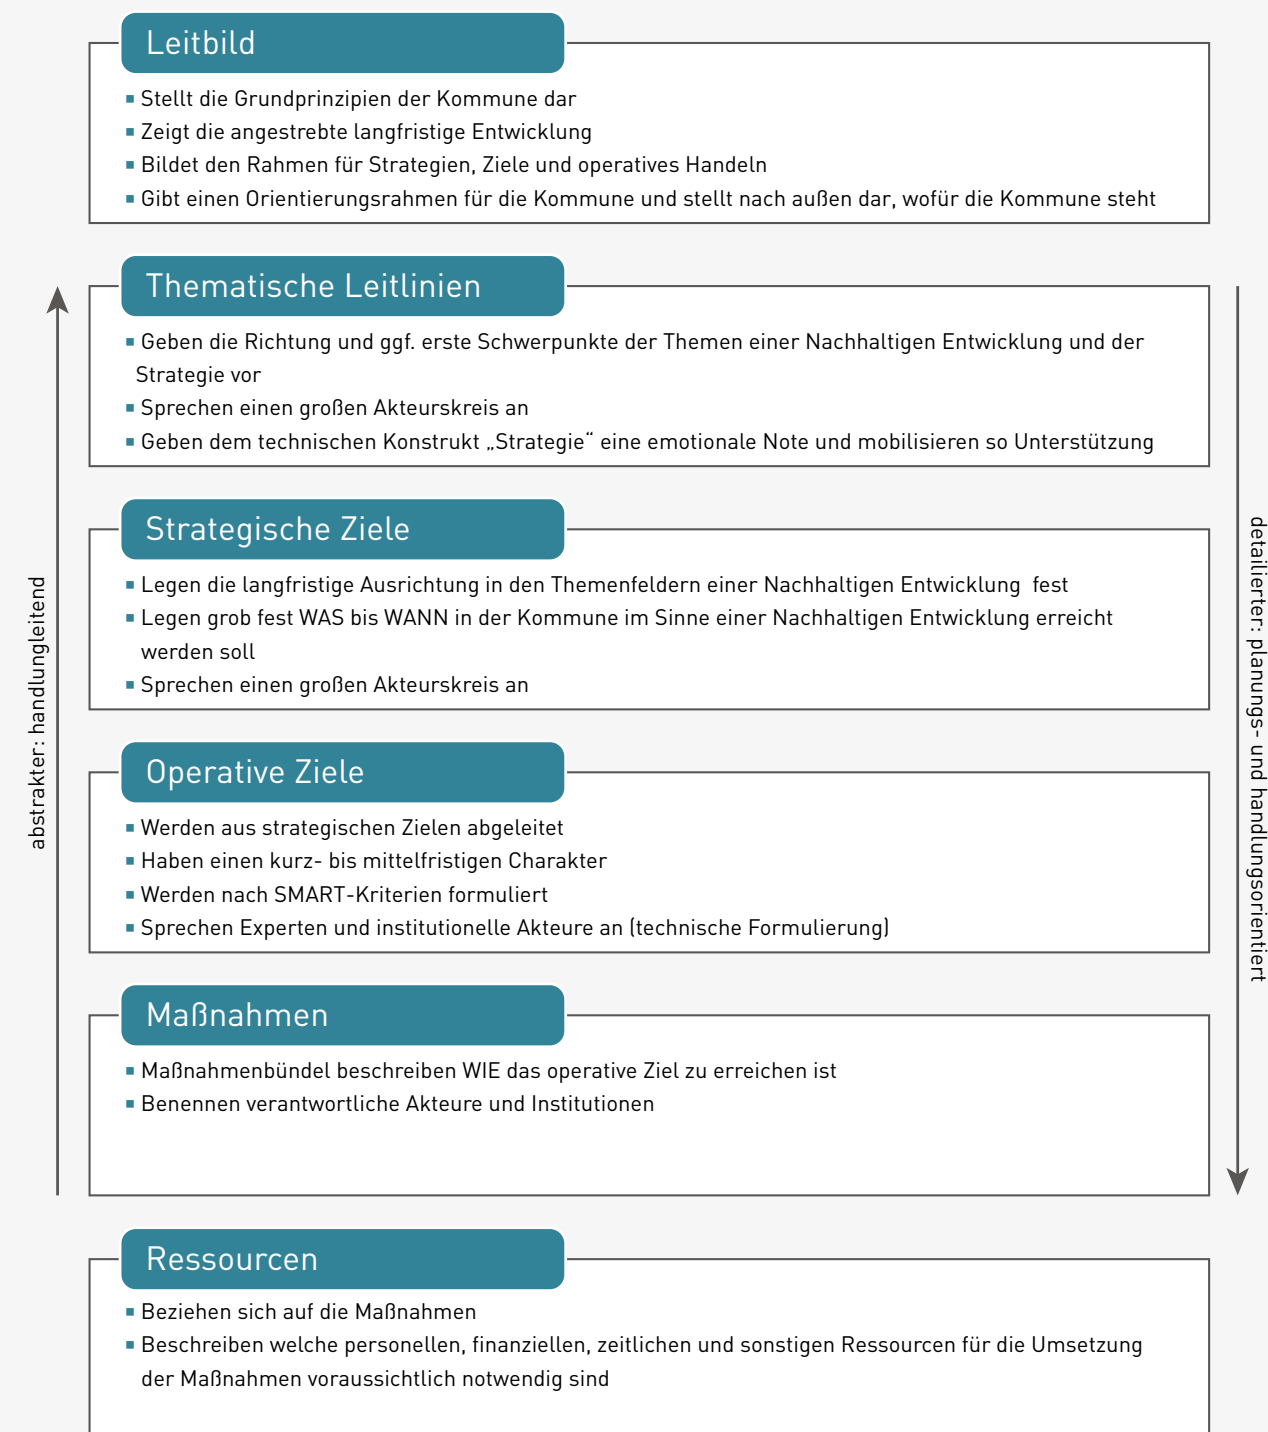 Leitbild
▪ Stellt die Grundprinzipien der Kommune dar
▪ Zeigt die angestrebte langfristige Entwicklung
▪ Bildet den Rahmen für Strategien, Ziele und operatives Handeln
▪ Gibt einen Orientierungsrahmen für die Kommune und stellt nach außen dar, wofür die Kommune steht
Thematische Leitlinien
▪ Geben die Richtung und ggf. erste Schwerpunkte der Themen einer Nachhaltigen Entwicklung und der
Strategie vor
▪ Sprechen einen großen Akteurskreis an
▪ Geben dem technischen Konstrukt „Strategie“ eine emotionale Note und mobilisieren so Unterstützung
Strategische Ziele
▪ Legen die langfristige Ausrichtung in den Themenfeldern einer Nachhaltigen Entwicklung fest
▪ Legen grob fest WAS bis WANN in der Kommune im Sinne einer Nachhaltigen Entwicklung erreicht
werden soll
▪ Sprechen einen großen Akteurskreis an
Operative Ziele
▪ Werden aus strategischen Zielen abgeleitet
▪ Haben einen kurz- bis mittelfristigen Charakter
▪ Werden nach SMART-Kriterien formuliert
▪ Sprechen Experten und institutionelle Akteure an (technische Formulierung)
Maßnahmen
▪ Maßnahmenbündel beschreiben WIE das operative Ziel zu erreichen ist
▪ Benennen verantwortliche Akteure und Institutionen
Ressourcen
▪ Beziehen sich auf die Maßnahmen
▪ Beschreiben welche personellen, finanziellen, zeitlichen und sonstigen Ressourcen für die Umsetzung
der Maßnahmen voraussichtlich notwendig sind
abstrakter: handlungleitend
detailierter: planungs- und handlungsorientiert